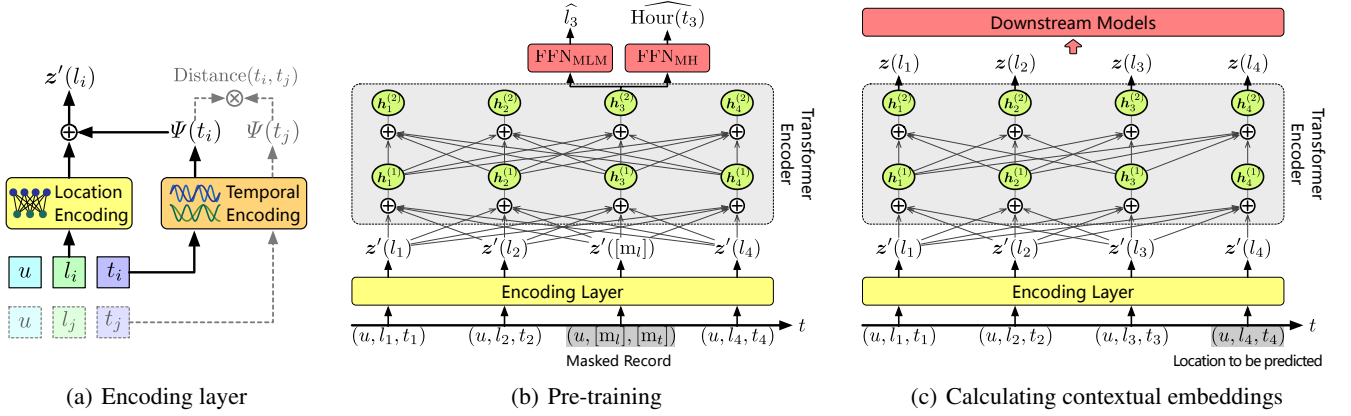 z′(l_i)
Distance(t_i, t_j)
Ψ(t_i)
Ψ(t_j)
Location
Encoding
Temporal
Encoding
u l_i t_i
u l_j t_j
(a) Encoding layer
\widehat{l_3} \widehat{Hour(t_3)}
FFN_MLM FFN_MH
h_1^(2) h_2^(2) h_3^(2) h_4^(2)
h_1^(1) h_2^(1) h_3^(1) h_4^(1)
Transformer
Encoder
z′(l_1) z′(l_2) z′([m_l]) z′(l_4)
Encoding Layer
t
(u, l_1, t_1) (u, l_2, t_2) (u, [m_l], [m_t]) (u, l_4, t_4)
Masked Record
(b) Pre-training
Downstream Models
z(l_1) z(l_2) z(l_3) z(l_4)
h_1^(2) h_2^(2) h_3^(2) h_4^(2)
h_1^(1) h_2^(1) h_3^(1) h_4^(1)
Transformer
Encoder
z′(l_1) z′(l_2) z′(l_3) z′(l_4)
Encoding Layer
t
(u, l_1, t_1) (u, l_2, t_2) (u, l_3, t_3) (u, l_4, t_4)
Location to be predicted
(c) Calculating contextual embeddings